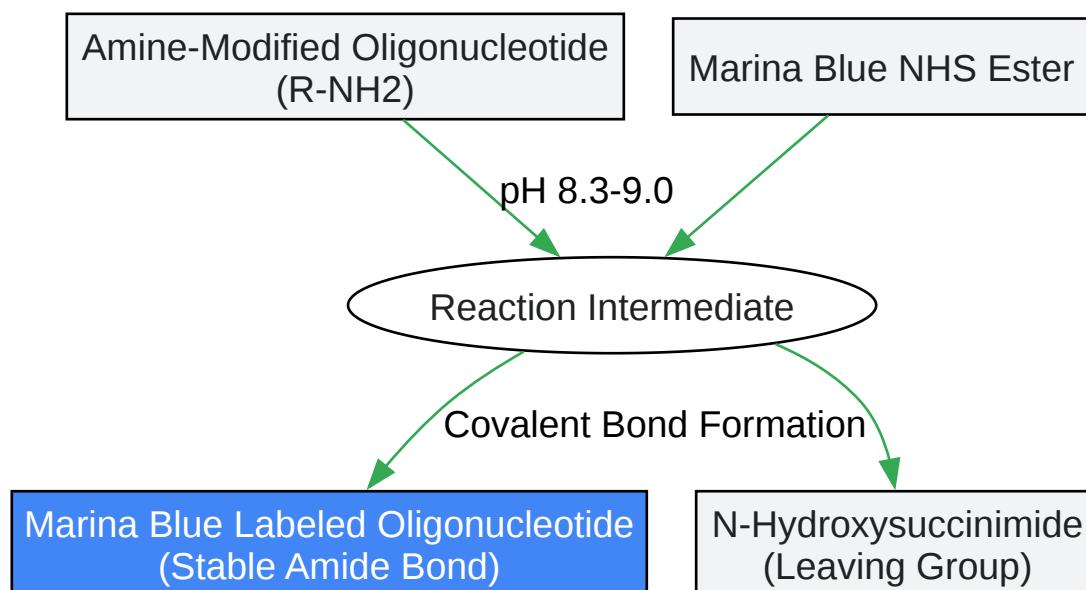 Amine-Modified Oligonucleotide
(R-NH2)
Marina Blue NHS Ester
pH 8.3-9.0
Reaction Intermediate
Covalent Bond Formation
Marina Blue Labeled Oligonucleotide
(Stable Amide Bond)
N-Hydroxysuccinimide
(Leaving Group)